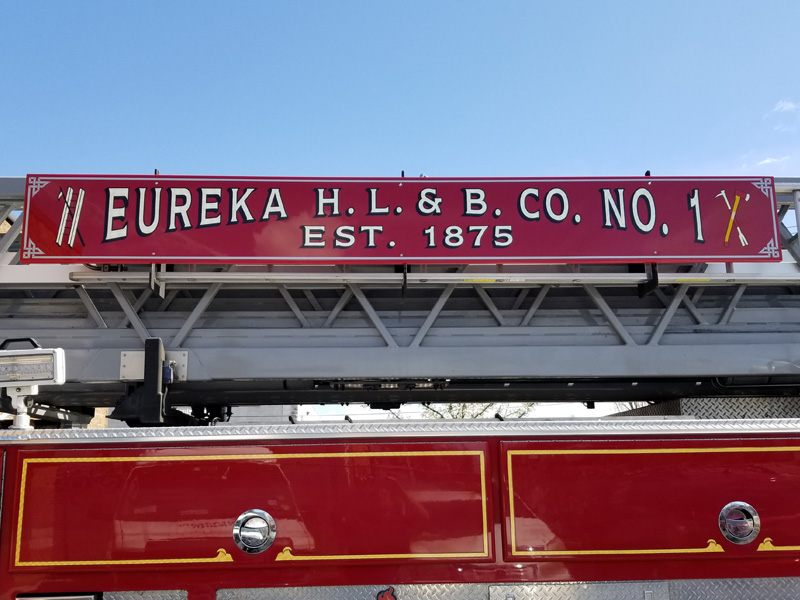 EUREKA H. L. & B. CO. NO. 1
EST. 1875